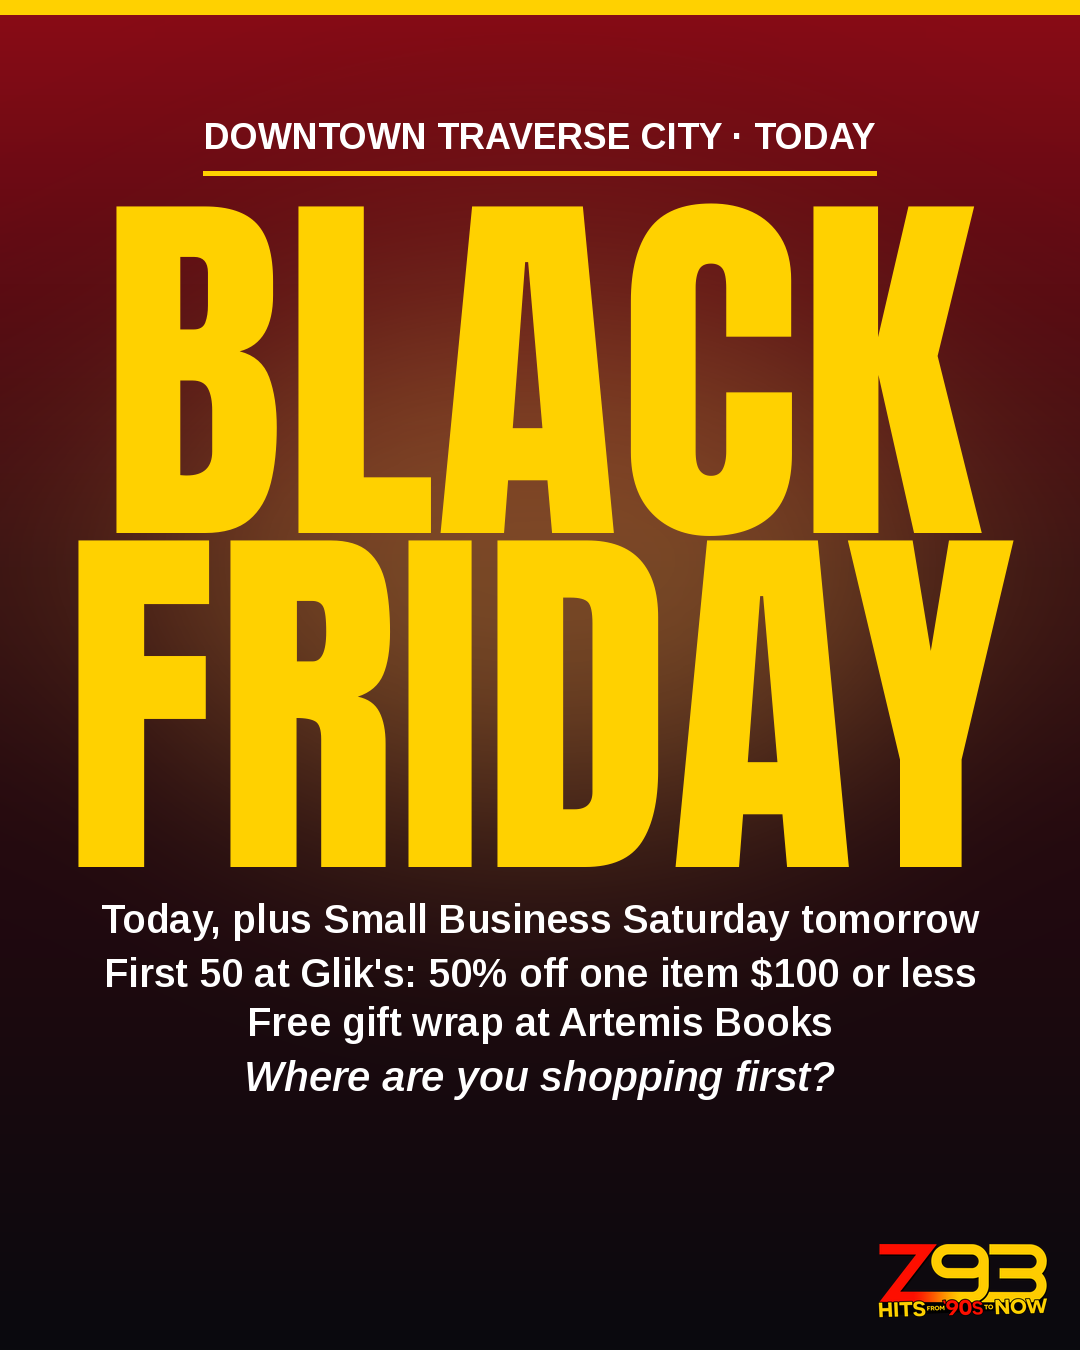 DOWNTOWN TRAVERSE CITY · TODAY
BLACK
FRIDAY
Today, plus Small Business Saturday tomorrow
First 50 at Glik's: 50% off one item $100 or less
Free gift wrap at Artemis Books
Where are you shopping first?
Z93
HITS FROM '90S TO NOW